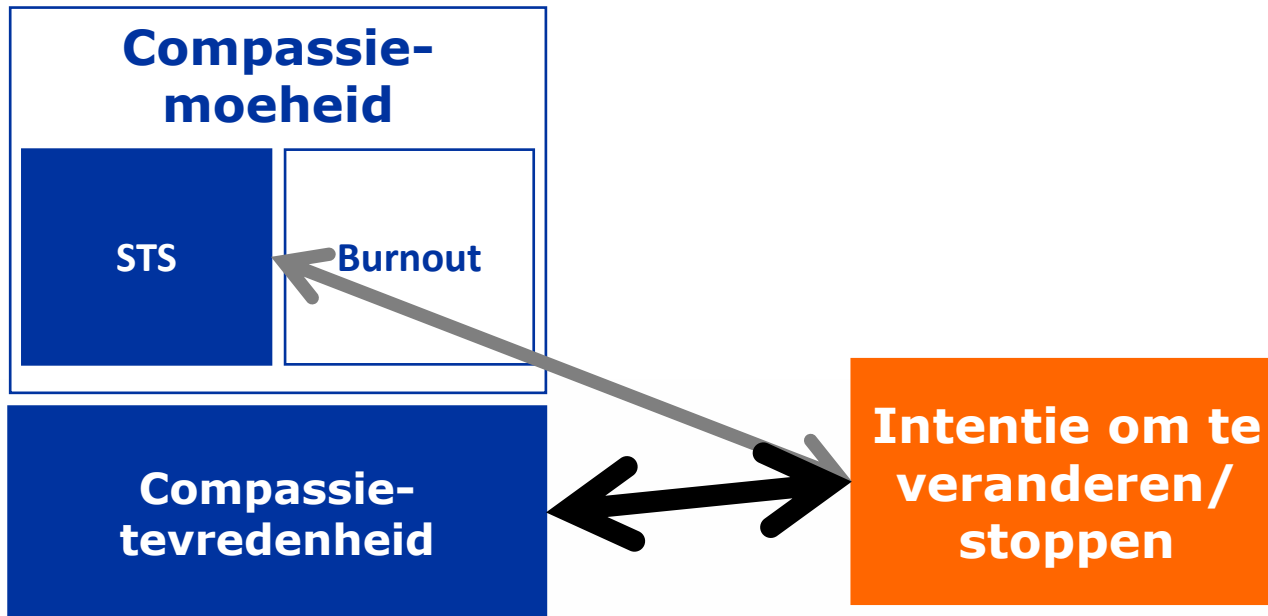 Compassie-
moeheid
STS
Burnout
Compassie-
tevredenheid
Intentie om te
veranderen/
stoppen